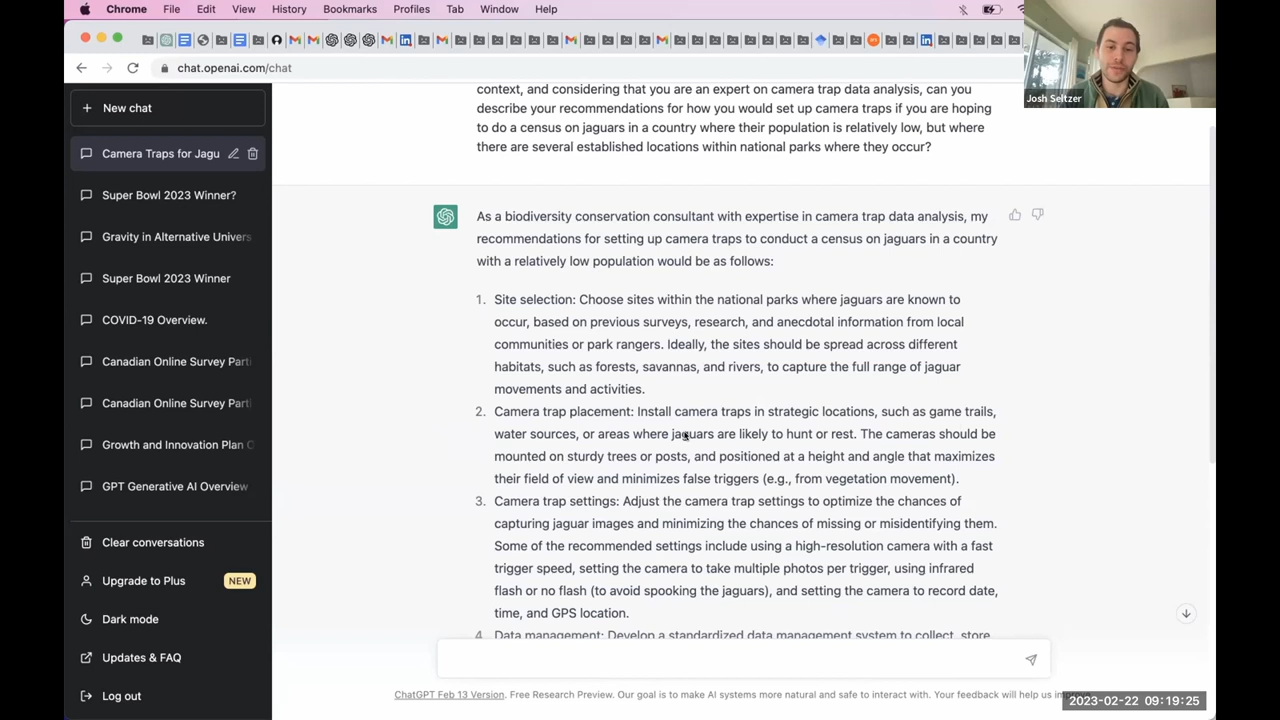 Chrome File Edit View History Bookmarks Profiles Tab Window Help
chat.openai.com/chat
Josh Seltzer
New chat
Camera Traps for Jagu
Super Bowl 2023 Winner?
Gravity in Alternative Univers
Super Bowl 2023 Winner
COVID-19 Overview.
Canadian Online Survey Parti
Canadian Online Survey Parti
Growth and Innovation Plan C
GPT Generative AI Overview
Clear conversations
Upgrade to Plus NEW
Dark mode
Updates & FAQ
Log out
context, and considering that you are an expert on camera trap data analysis, can you
describe your recommendations for how you would set up camera traps if you are hoping
to do a census on jaguars in a country where their population is relatively low, but where
there are several established locations within national parks where they occur?
As a biodiversity conservation consultant with expertise in camera trap data analysis, my
recommendations for setting up camera traps to conduct a census on jaguars in a country
with a relatively low population would be as follows:
1. Site selection: Choose sites within the national parks where jaguars are known to
occur, based on previous surveys, research, and anecdotal information from local
communities or park rangers. Ideally, the sites should be spread across different
habitats, such as forests, savannas, and rivers, to capture the full range of jaguar
movements and activities.
2. Camera trap placement: Install camera traps in strategic locations, such as game trails,
water sources, or areas where jaguars are likely to hunt or rest. The cameras should be
mounted on sturdy trees or posts, and positioned at a height and angle that maximizes
their field of view and minimizes false triggers (e.g., from vegetation movement).
3. Camera trap settings: Adjust the camera trap settings to optimize the chances of
capturing jaguar images and minimizing the chances of missing or misidentifying them.
Some of the recommended settings include using a high-resolution camera with a fast
trigger speed, setting the camera to take multiple photos per trigger, using infrared
flash or no flash (to avoid spooking the jaguars), and setting the camera to record date,
time, and GPS location.
4. Data management: Develop a standardized data management system to collect, store
ChatGPT Feb 13 Version. Free Research Preview. Our goal is to make AI systems more natural and safe to interact with. Your feedback will help us improve.
2023-02-22 09:19:25